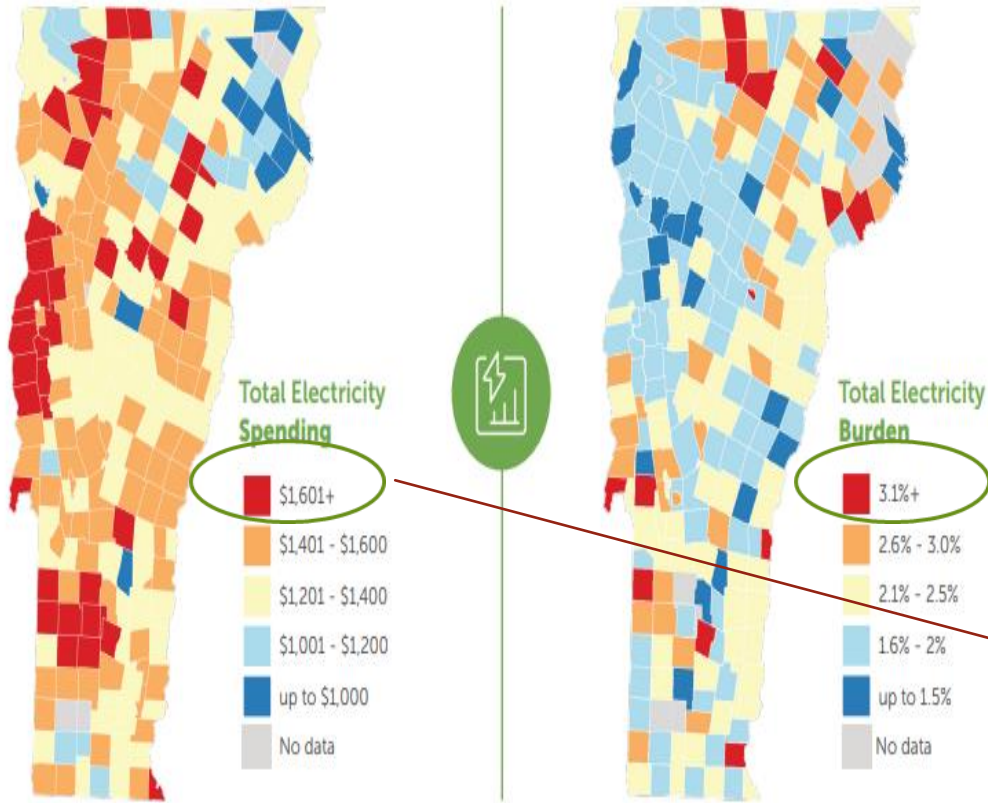 Total Electricity
Spending
$1,601+
$1,401 - $1,600
$1,201 - $1,400
$1,001 - $1,200
up to $1,000
No data
Total Electricity
Burden
3.1%+
2.6% - 3.0%
2.1% - 2.5%
1.6% - 2%
up to 1.5%
No data